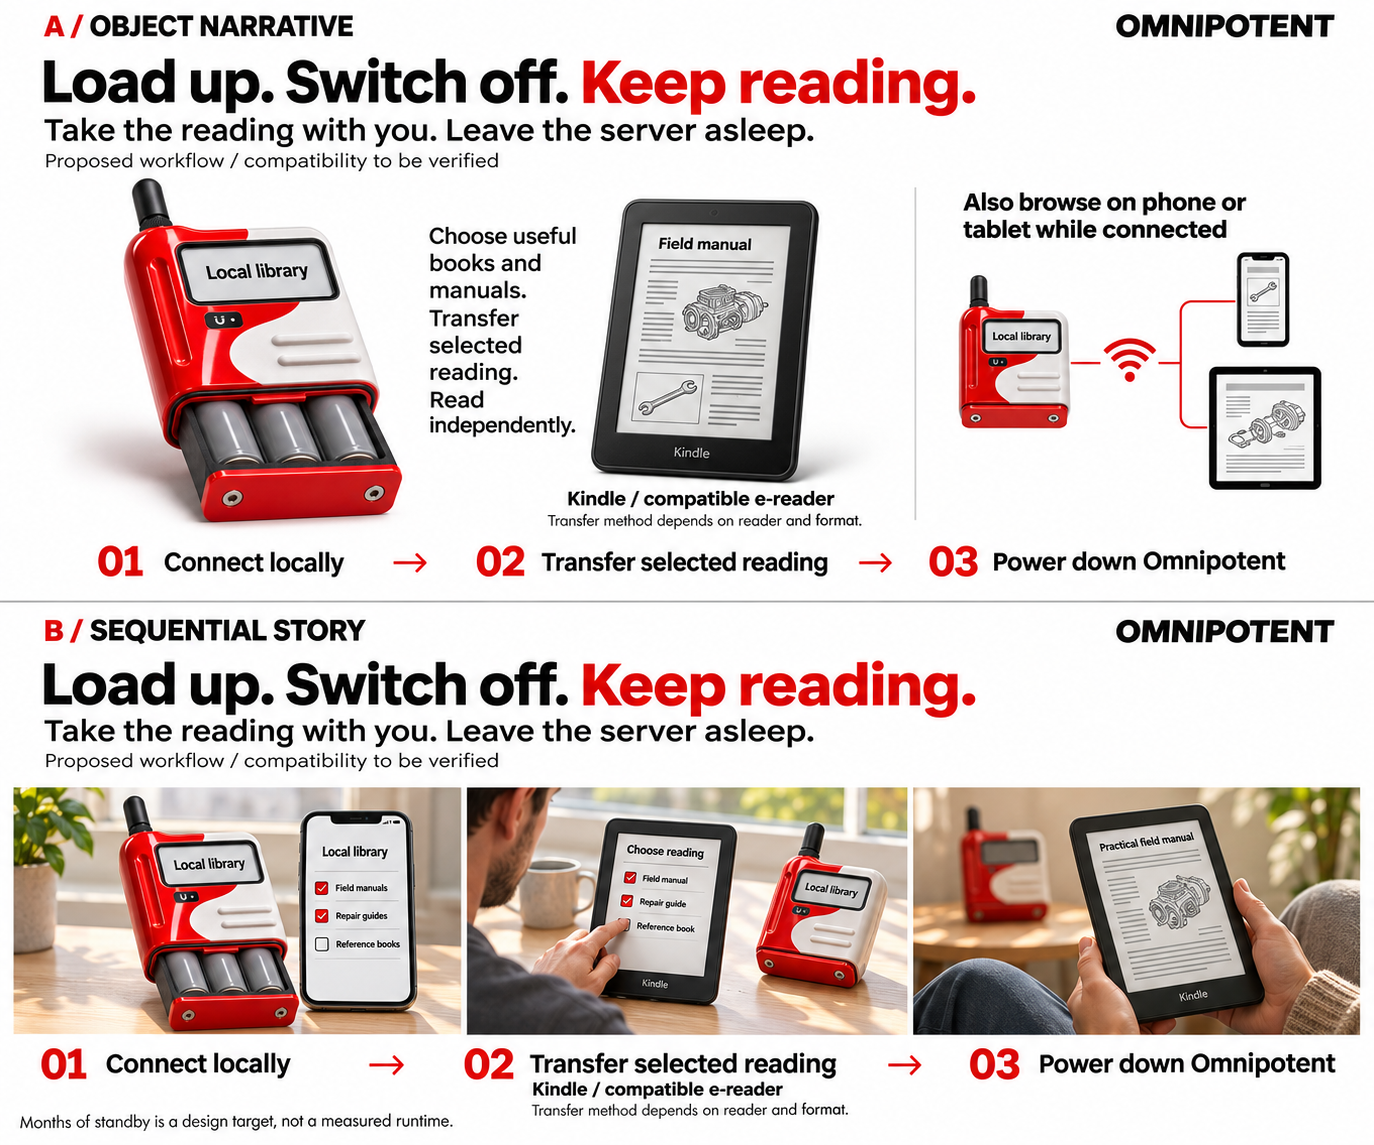 A / OBJECT NARRATIVE
OMNIPOTENT
Load up. Switch off. Keep reading.
Take the reading with you. Leave the server asleep.
Proposed workflow / compatibility to be verified
Local library
Choose useful
books and
manuals.
Transfer
selected
reading.
Read
independently.
Field manual
Kindle
Kindle / compatible e-reader
Transfer method depends on reader and format.
Also browse on phone or
tablet while connected
Local library
01 Connect locally →
02 Transfer selected reading →
03 Power down Omnipotent
B / SEQUENTIAL STORY
OMNIPOTENT
Load up. Switch off. Keep reading.
Take the reading with you. Leave the server asleep.
Proposed workflow / compatibility to be verified
Local library
Local library
Field manuals
Repair guides
Reference books
Choose reading
Field manual
Repair guide
Reference book
Kindle
Local library
Practical field manual
Kindle
01 Connect locally →
02 Transfer selected reading →
Kindle / compatible e-reader
Transfer method depends on reader and format.
03 Power down Omnipotent
Months of standby is a design target, not a measured runtime.